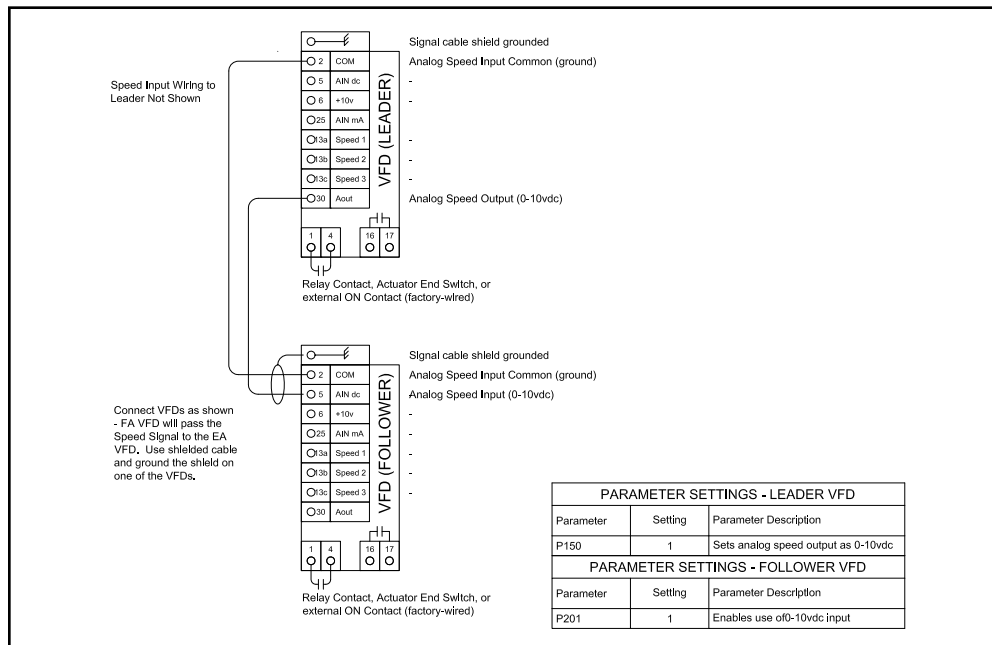 Signal cable shield grounded
2 COM Analog Speed Input Common (ground)
Speed Input Wiring to
Leader Not Shown
5 AIN dc -
6 +10v -
25 AIN mA
13a Speed 1 -
13b Speed 2 -
13c Speed 3 -
30 Aout Analog Speed Output (0-10vdc)
VFD (LEADER)
1 4 16 17
Relay Contact, Actuator End Switch, or
external ON Contact (factory-wired)
Signal cable shield grounded
2 COM Analog Speed Input Common (ground)
5 AIN dc Analog Speed Input (0-10vdc)
6 +10v -
25 AIN mA -
13a Speed 1 -
13b Speed 2 -
13c Speed 3 -
30 Aout
VFD (FOLLOWER)
1 4 16 17
Relay Contact, Actuator End Switch, or
external ON Contact (factory-wired)
Connect VFDs as shown
- FA VFD will pass the
Speed Signal to the EA
VFD. Use shielded cable
and ground the shield on
one of the VFDs.
PARAMETER SETTINGS - LEADER VFD
Parameter Setting Parameter Description
P150 1 Sets analog speed output as 0-10vdc
PARAMETER SETTINGS - FOLLOWER VFD
Parameter Setting Parameter Description
P201 1 Enables use of0-10vdc input